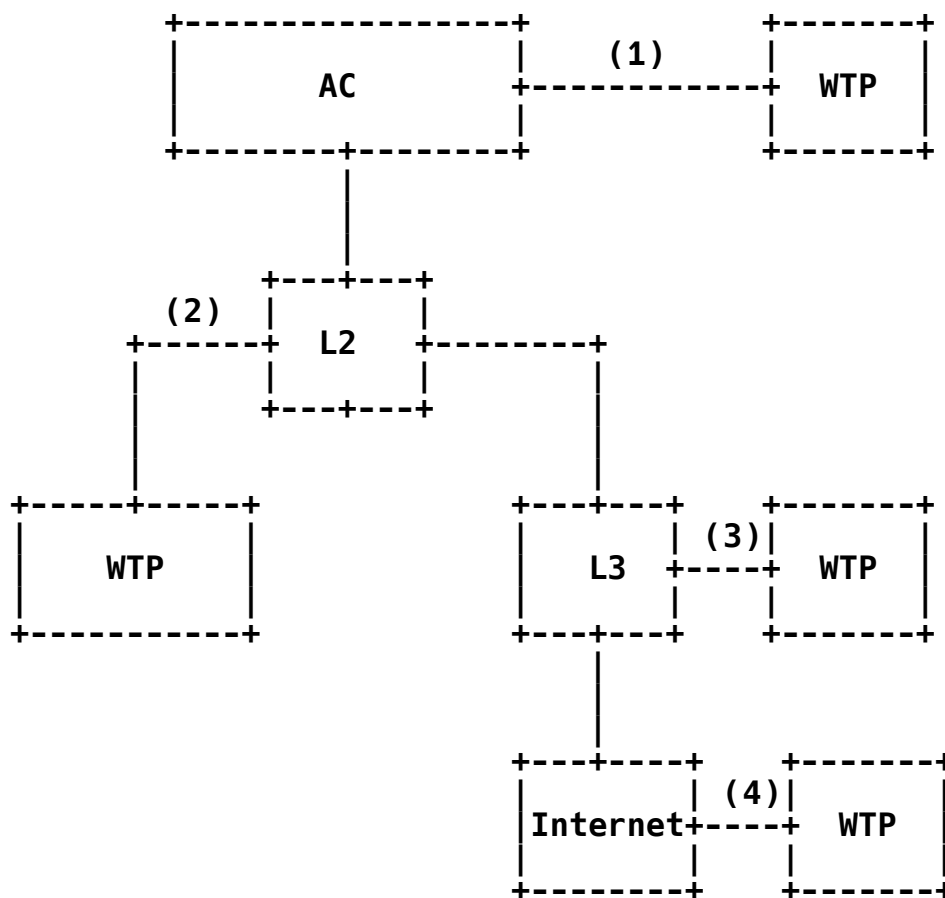 +-----------------+            +-------+
|                 |    (1)     |       |
|       AC        +------------+  WTP  |
|                 |            |       |
+--------+--------+            +-------+
         |
         |
         |
     +---+---+
 (2) |       |
+------+  L2   +--------+
|      |       |        |
|      +---+---+        |
|                       |
|                       |
+-----+-----+             +---+---+    +-------+
|           |             |       |(3) |       |
|    WTP    |             |   L3  +----+  WTP  |
|           |             |       |    |       |
+-----------+             +---+---+    +-------+
                              |
                              |
                              |
                          +---+----+    +-------+
                          |        |(4) |       |
                          |Internet+----+  WTP  |
                          |        |    |       |
                          +--------+    +-------+